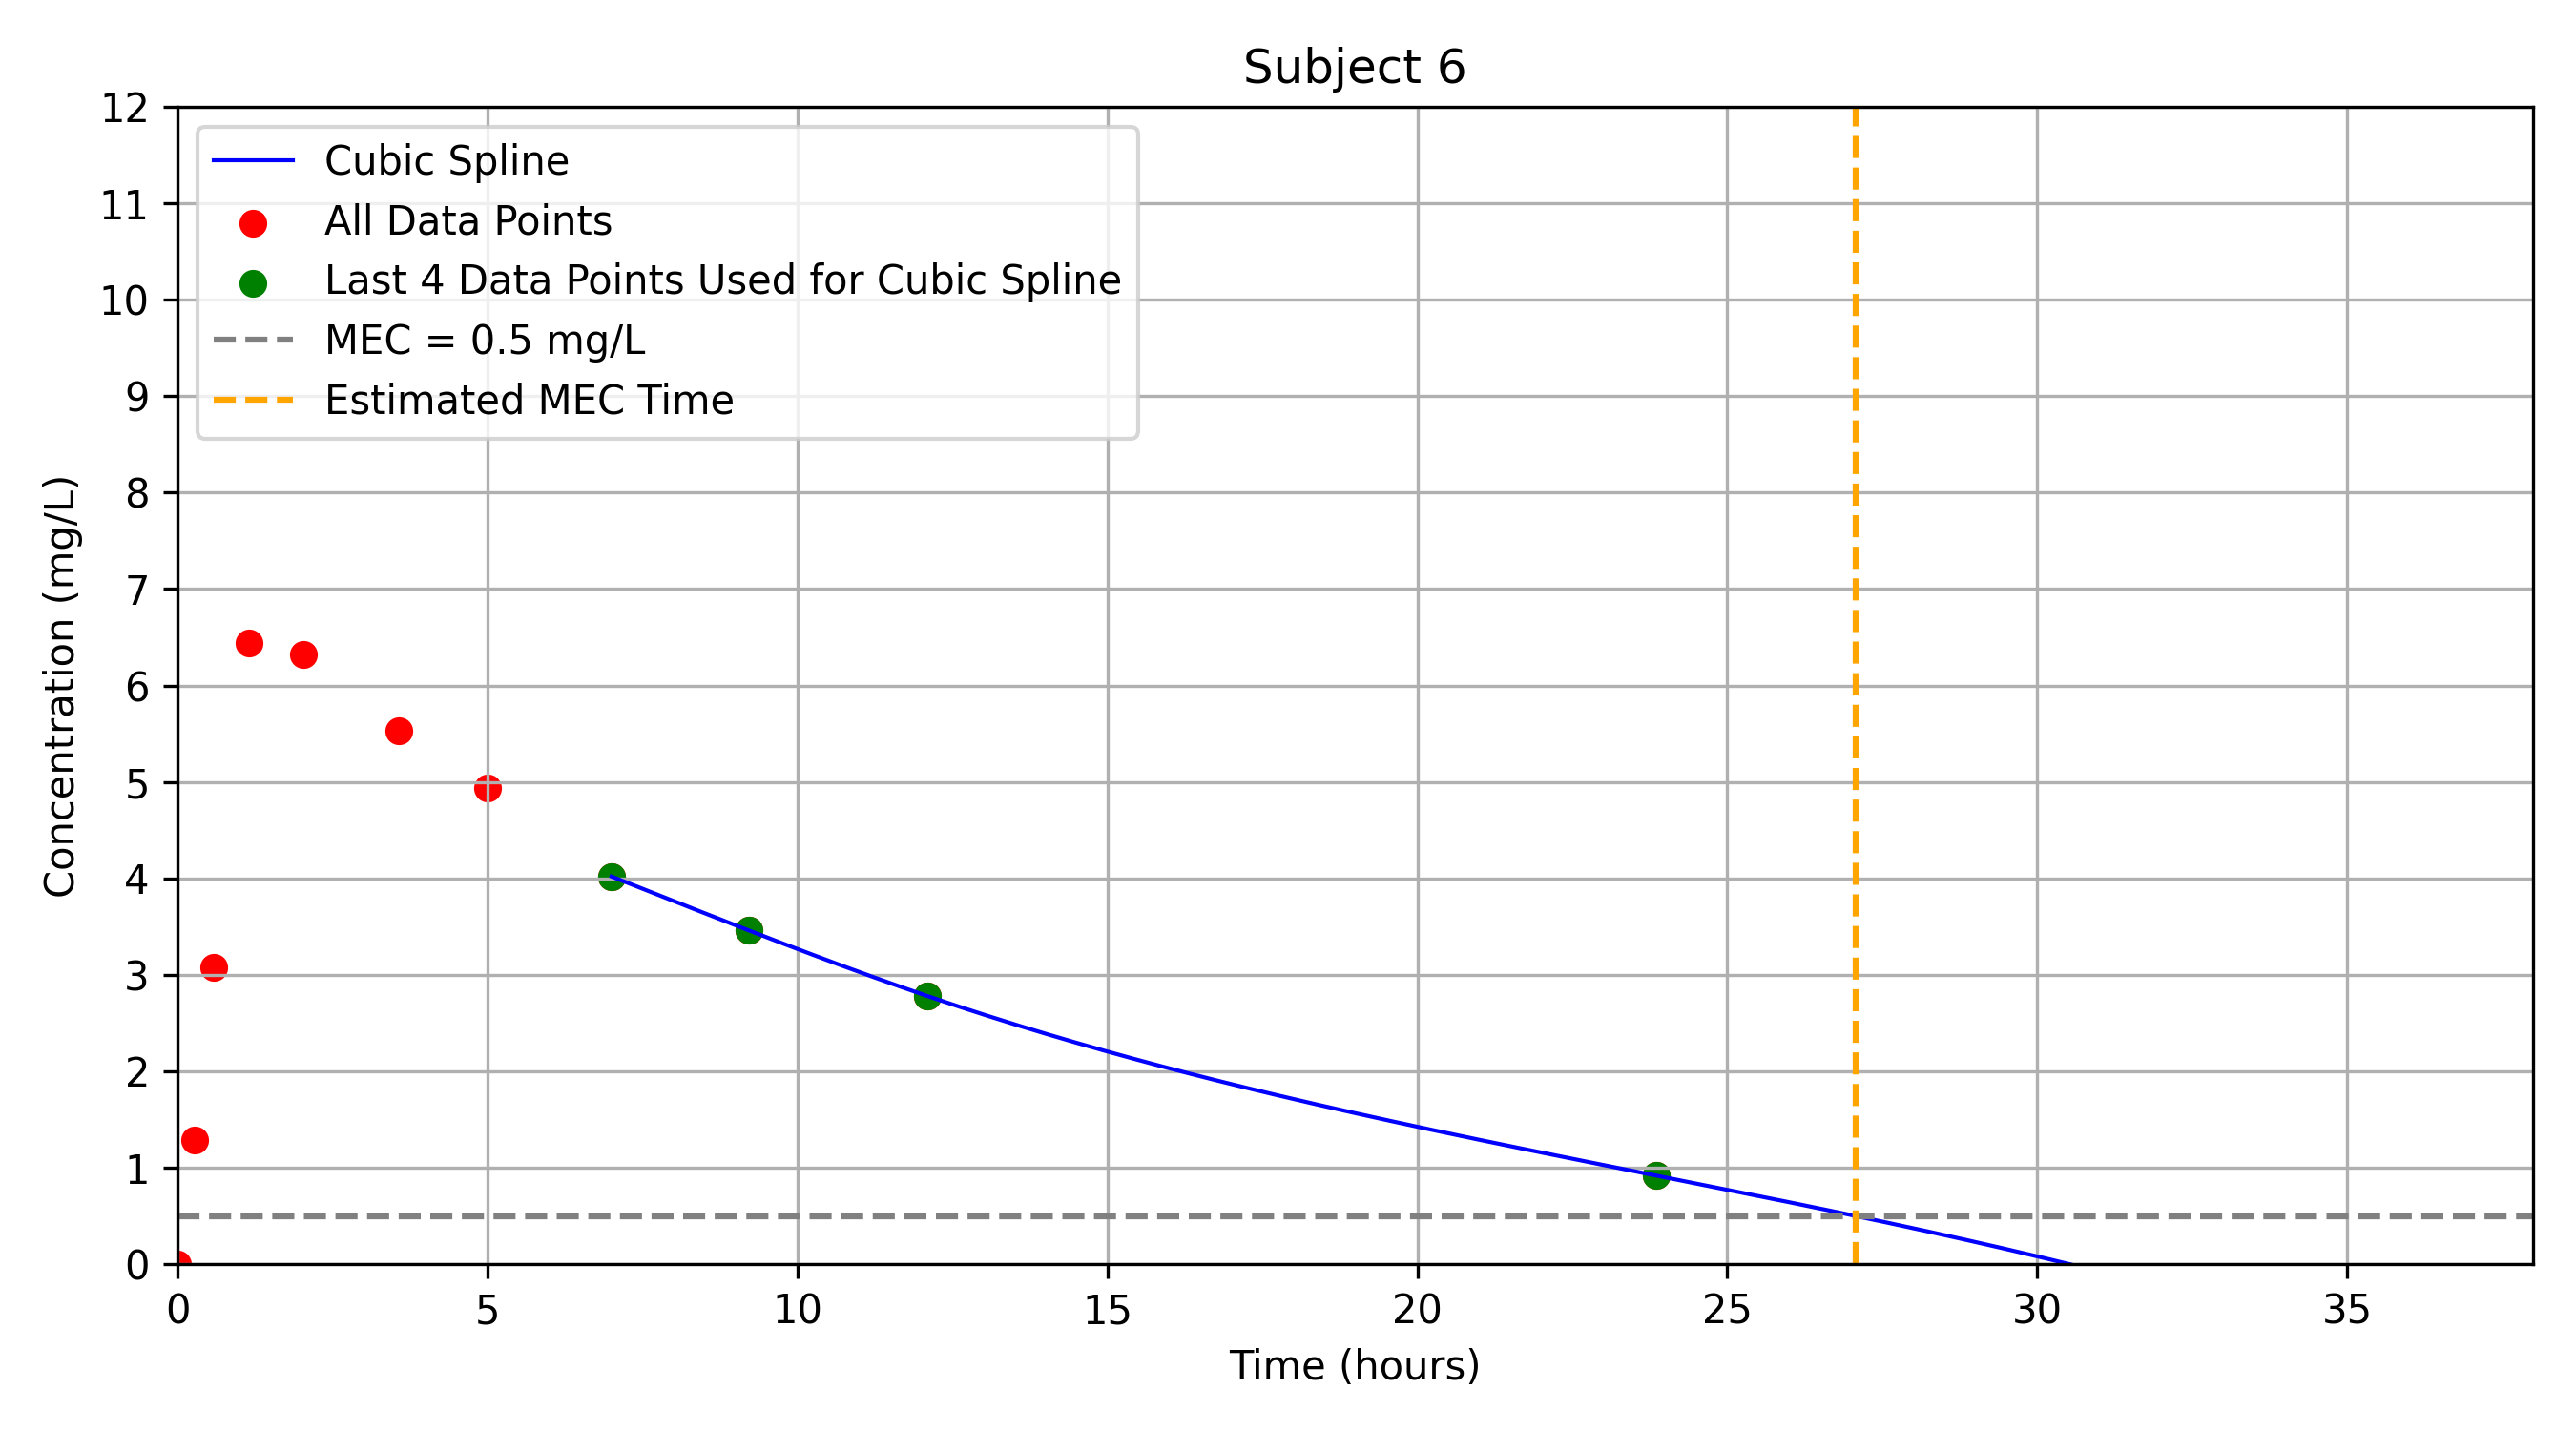 Subject 6
12
11
10
9
8
7
6
5
4
3
2
1
0
Concentration (mg/L)
Cubic Spline
All Data Points
Last 4 Data Points Used for Cubic Spline
MEC = 0.5 mg/L
Estimated MEC Time
0 5 10 15 20 25 30 35
Time (hours)